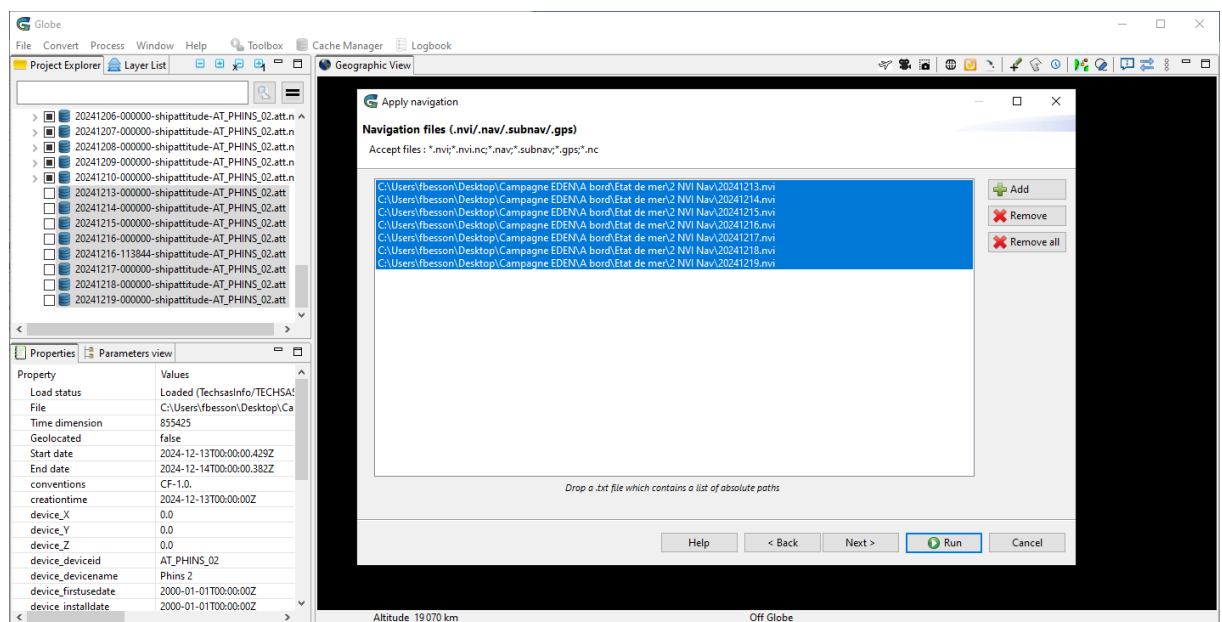 Globe
File Convert Process Window Help Toolbox Cache Manager Logbook
Project Explorer Layer List
20241206-000000-shipattitude-AT_PHINS_02.att.n
20241207-000000-shipattitude-AT_PHINS_02.att.n
20241208-000000-shipattitude-AT_PHINS_02.att.n
20241209-000000-shipattitude-AT_PHINS_02.att.n
20241210-000000-shipattitude-AT_PHINS_02.att.n
20241213-000000-shipattitude-AT_PHINS_02.att
20241214-000000-shipattitude-AT_PHINS_02.att
20241215-000000-shipattitude-AT_PHINS_02.att
20241216-000000-shipattitude-AT_PHINS_02.att
20241216-113844-shipattitude-AT_PHINS_02.att
20241217-000000-shipattitude-AT_PHINS_02.att
20241218-000000-shipattitude-AT_PHINS_02.att
20241219-000000-shipattitude-AT_PHINS_02.att
Properties Parameters view
Property Values
Load status Loaded (TechsasInfo/TECHSAS
File C:\Users\fbesson\Desktop\Ca
Time dimension 855425
Geolocated false
Start date 2024-12-13T00:00:00.429Z
End date 2024-12-14T00:00:00.382Z
conventions CF-1.0.
creationtime 2024-12-13T00:00:00Z
device_X 0.0
device_Y 0.0
device_Z 0.0
device_deviceid AT_PHINS_02
device_devicename Phins 2
device_firstusedate 2000-01-01T00:00:00Z
device_installdate 2000-01-01T00:00:00Z
Geographic View
Apply navigation
Navigation files (.nvi/.nav/.subnav/.gps)
Accept files : *.nvi;*.nvi.nc;*.nav;*.subnav;*.gps;*.nc
C:\Users\fbesson\Desktop\Campagne EDEN\A bord\Etat de mer\2 NVI Nav\20241213.nvi
C:\Users\fbesson\Desktop\Campagne EDEN\A bord\Etat de mer\2 NVI Nav\20241214.nvi
C:\Users\fbesson\Desktop\Campagne EDEN\A bord\Etat de mer\2 NVI Nav\20241215.nvi
C:\Users\fbesson\Desktop\Campagne EDEN\A bord\Etat de mer\2 NVI Nav\20241216.nvi
C:\Users\fbesson\Desktop\Campagne EDEN\A bord\Etat de mer\2 NVI Nav\20241217.nvi
C:\Users\fbesson\Desktop\Campagne EDEN\A bord\Etat de mer\2 NVI Nav\20241218.nvi
C:\Users\fbesson\Desktop\Campagne EDEN\A bord\Etat de mer\2 NVI Nav\20241219.nvi
Add
Remove
Remove all
Drop a .txt file which contains a list of absolute paths
Help < Back Next > Run Cancel
Altitude 19 070 km Off Globe